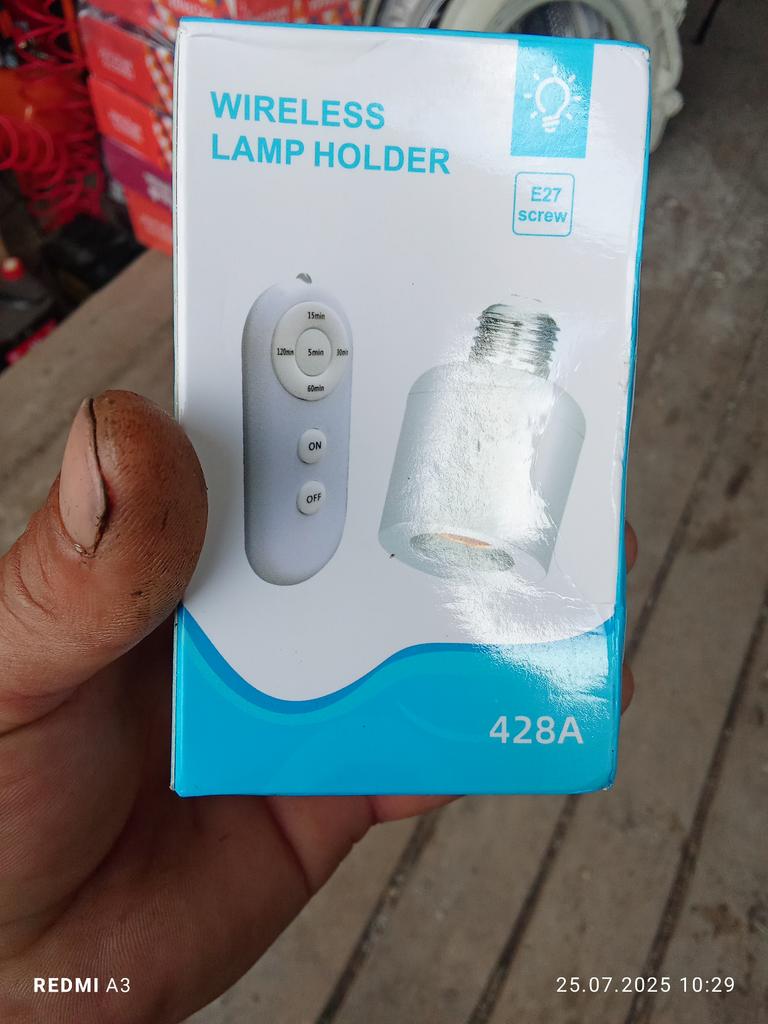 WIRELESS
LAMP HOLDER
E27
screw
15min
120min 5min 30min
60min
ON
OFF
428A
REDMI A3
25.07.2025 10:29